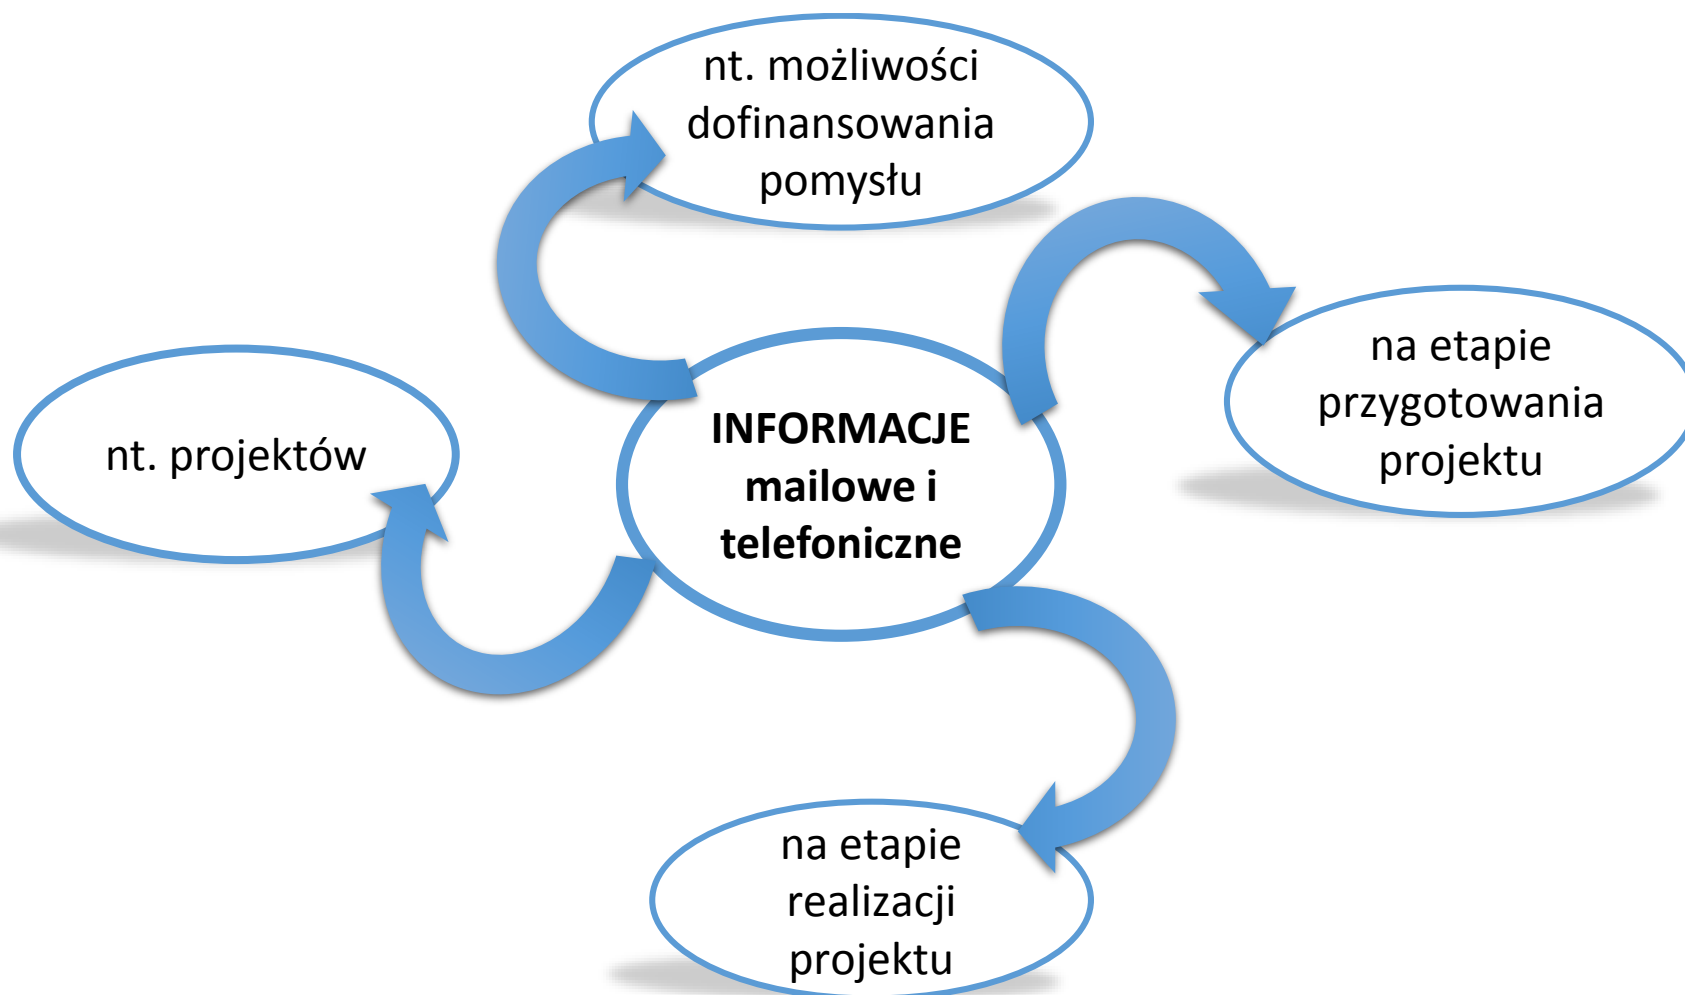 nt. możliwości
dofinansowania
pomysłu
na etapie
przygotowania
projektu
nt. projektów
INFORMACJE
mailowe i
telefoniczne
na etapie
realizacji
projektu